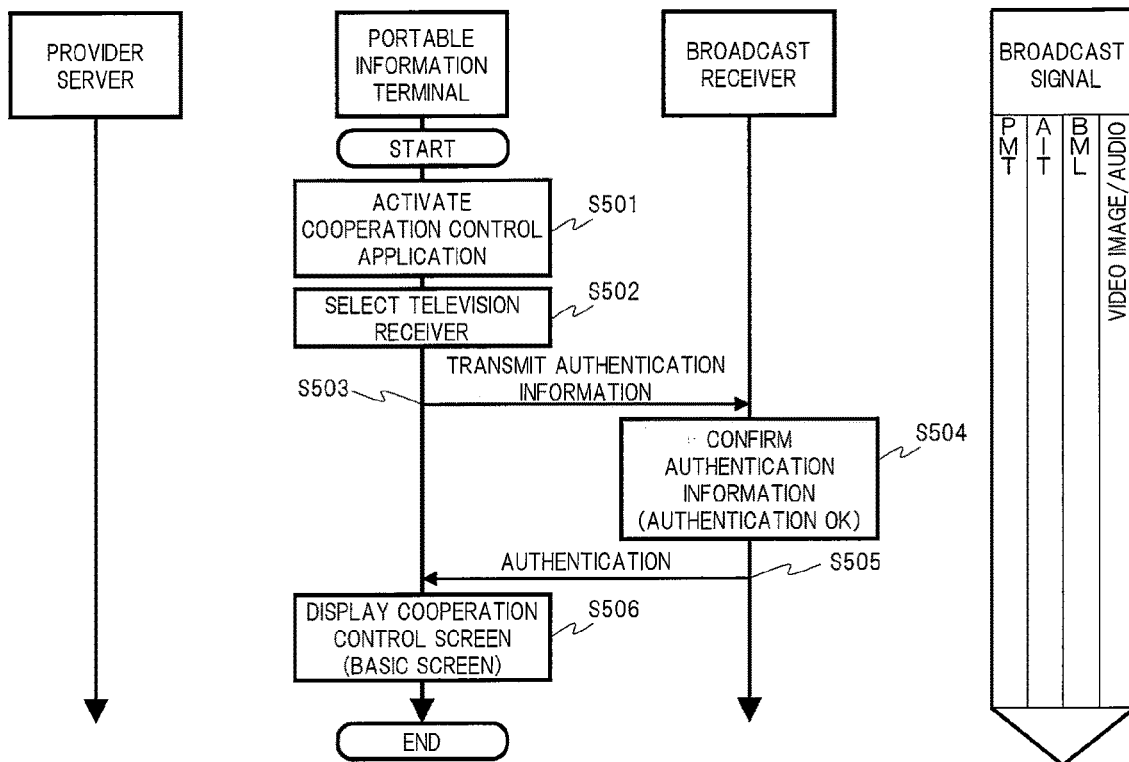 PROVIDER
SERVER
PORTABLE
INFORMATION
TERMINAL
BROADCAST
RECEIVER
BROADCAST
SIGNAL
PMT
AIT
BML
VIDEO IMAGE/AUDIO
START
ACTIVATE
COOPERATION CONTROL
APPLICATION
S501
SELECT TELEVISION
RECEIVER
S502
TRANSMIT AUTHENTICATION
INFORMATION
S503
CONFIRM
AUTHENTICATION
INFORMATION
(AUTHENTICATION OK)
S504
AUTHENTICATION
S505
DISPLAY COOPERATION
CONTROL SCREEN
(BASIC SCREEN)
S506
END